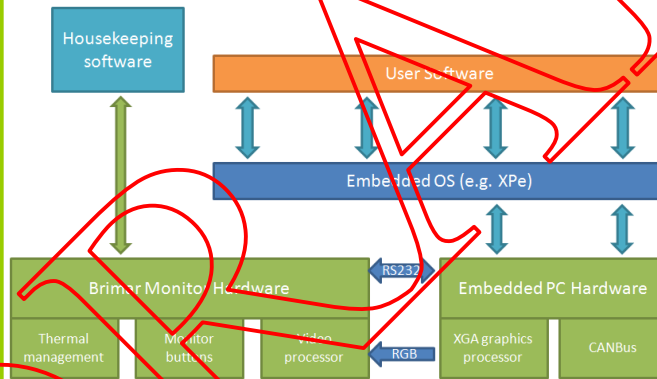 Housekeeping
software
User Software
Embedded OS (e.g. XPe)
Brimar Monitor Hardware
RS232
Embedded PC Hardware
Thermal
management
Monitor
buttons
Video
processor
RGB
XGA graphics
processor
CANBus